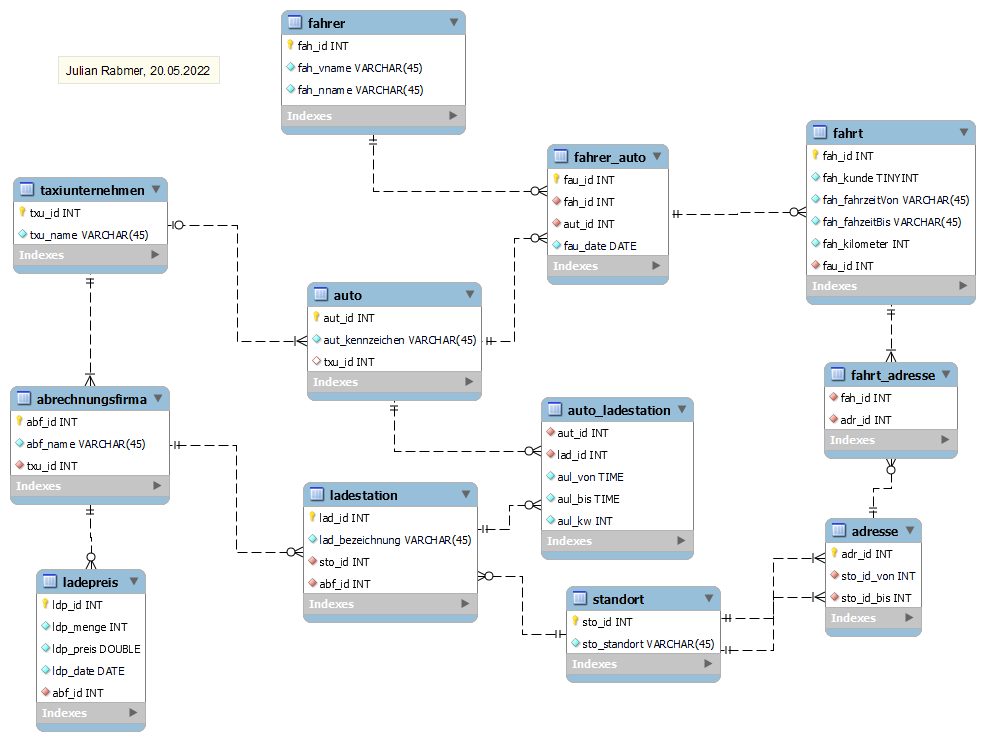 fahrer
fah_id INT
fah_vname VARCHAR(45)
fah_nname VARCHAR(45)
Indexes
Julian Rabmer, 20.05.2022
fahrt
fah_id INT
fah_kunde TINYINT
fah_fahrzeitVon VARCHAR(45)
fah_fahzeitBis VARCHAR(45)
fah_kilometer INT
fau_id INT
Indexes
fahrer_auto
fau_id INT
fah_id INT
aut_id INT
fau_date DATE
Indexes
taxiunternehmen
txu_id INT
txu_name VARCHAR(45)
Indexes
auto
aut_id INT
aut_kennzeichen VARCHAR(45)
txu_id INT
Indexes
fahrt_adresse
fah_id INT
adr_id INT
Indexes
abrechnungsfirma
abf_id INT
abf_name VARCHAR(45)
txu_id INT
Indexes
auto_ladestation
aut_id INT
lad_id INT
aul_von TIME
aul_bis TIME
aul_kw INT
Indexes
ladestation
lad_id INT
lad_bezeichnung VARCHAR(45)
sto_id INT
abf_id INT
Indexes
adresse
adr_id INT
sto_id_von INT
sto_id_bis INT
Indexes
ladepreis
ldp_id INT
ldp_menge INT
ldp_preis DOUBLE
ldp_date DATE
abf_id INT
Indexes
standort
sto_id INT
sto_standort VARCHAR(45)
Indexes